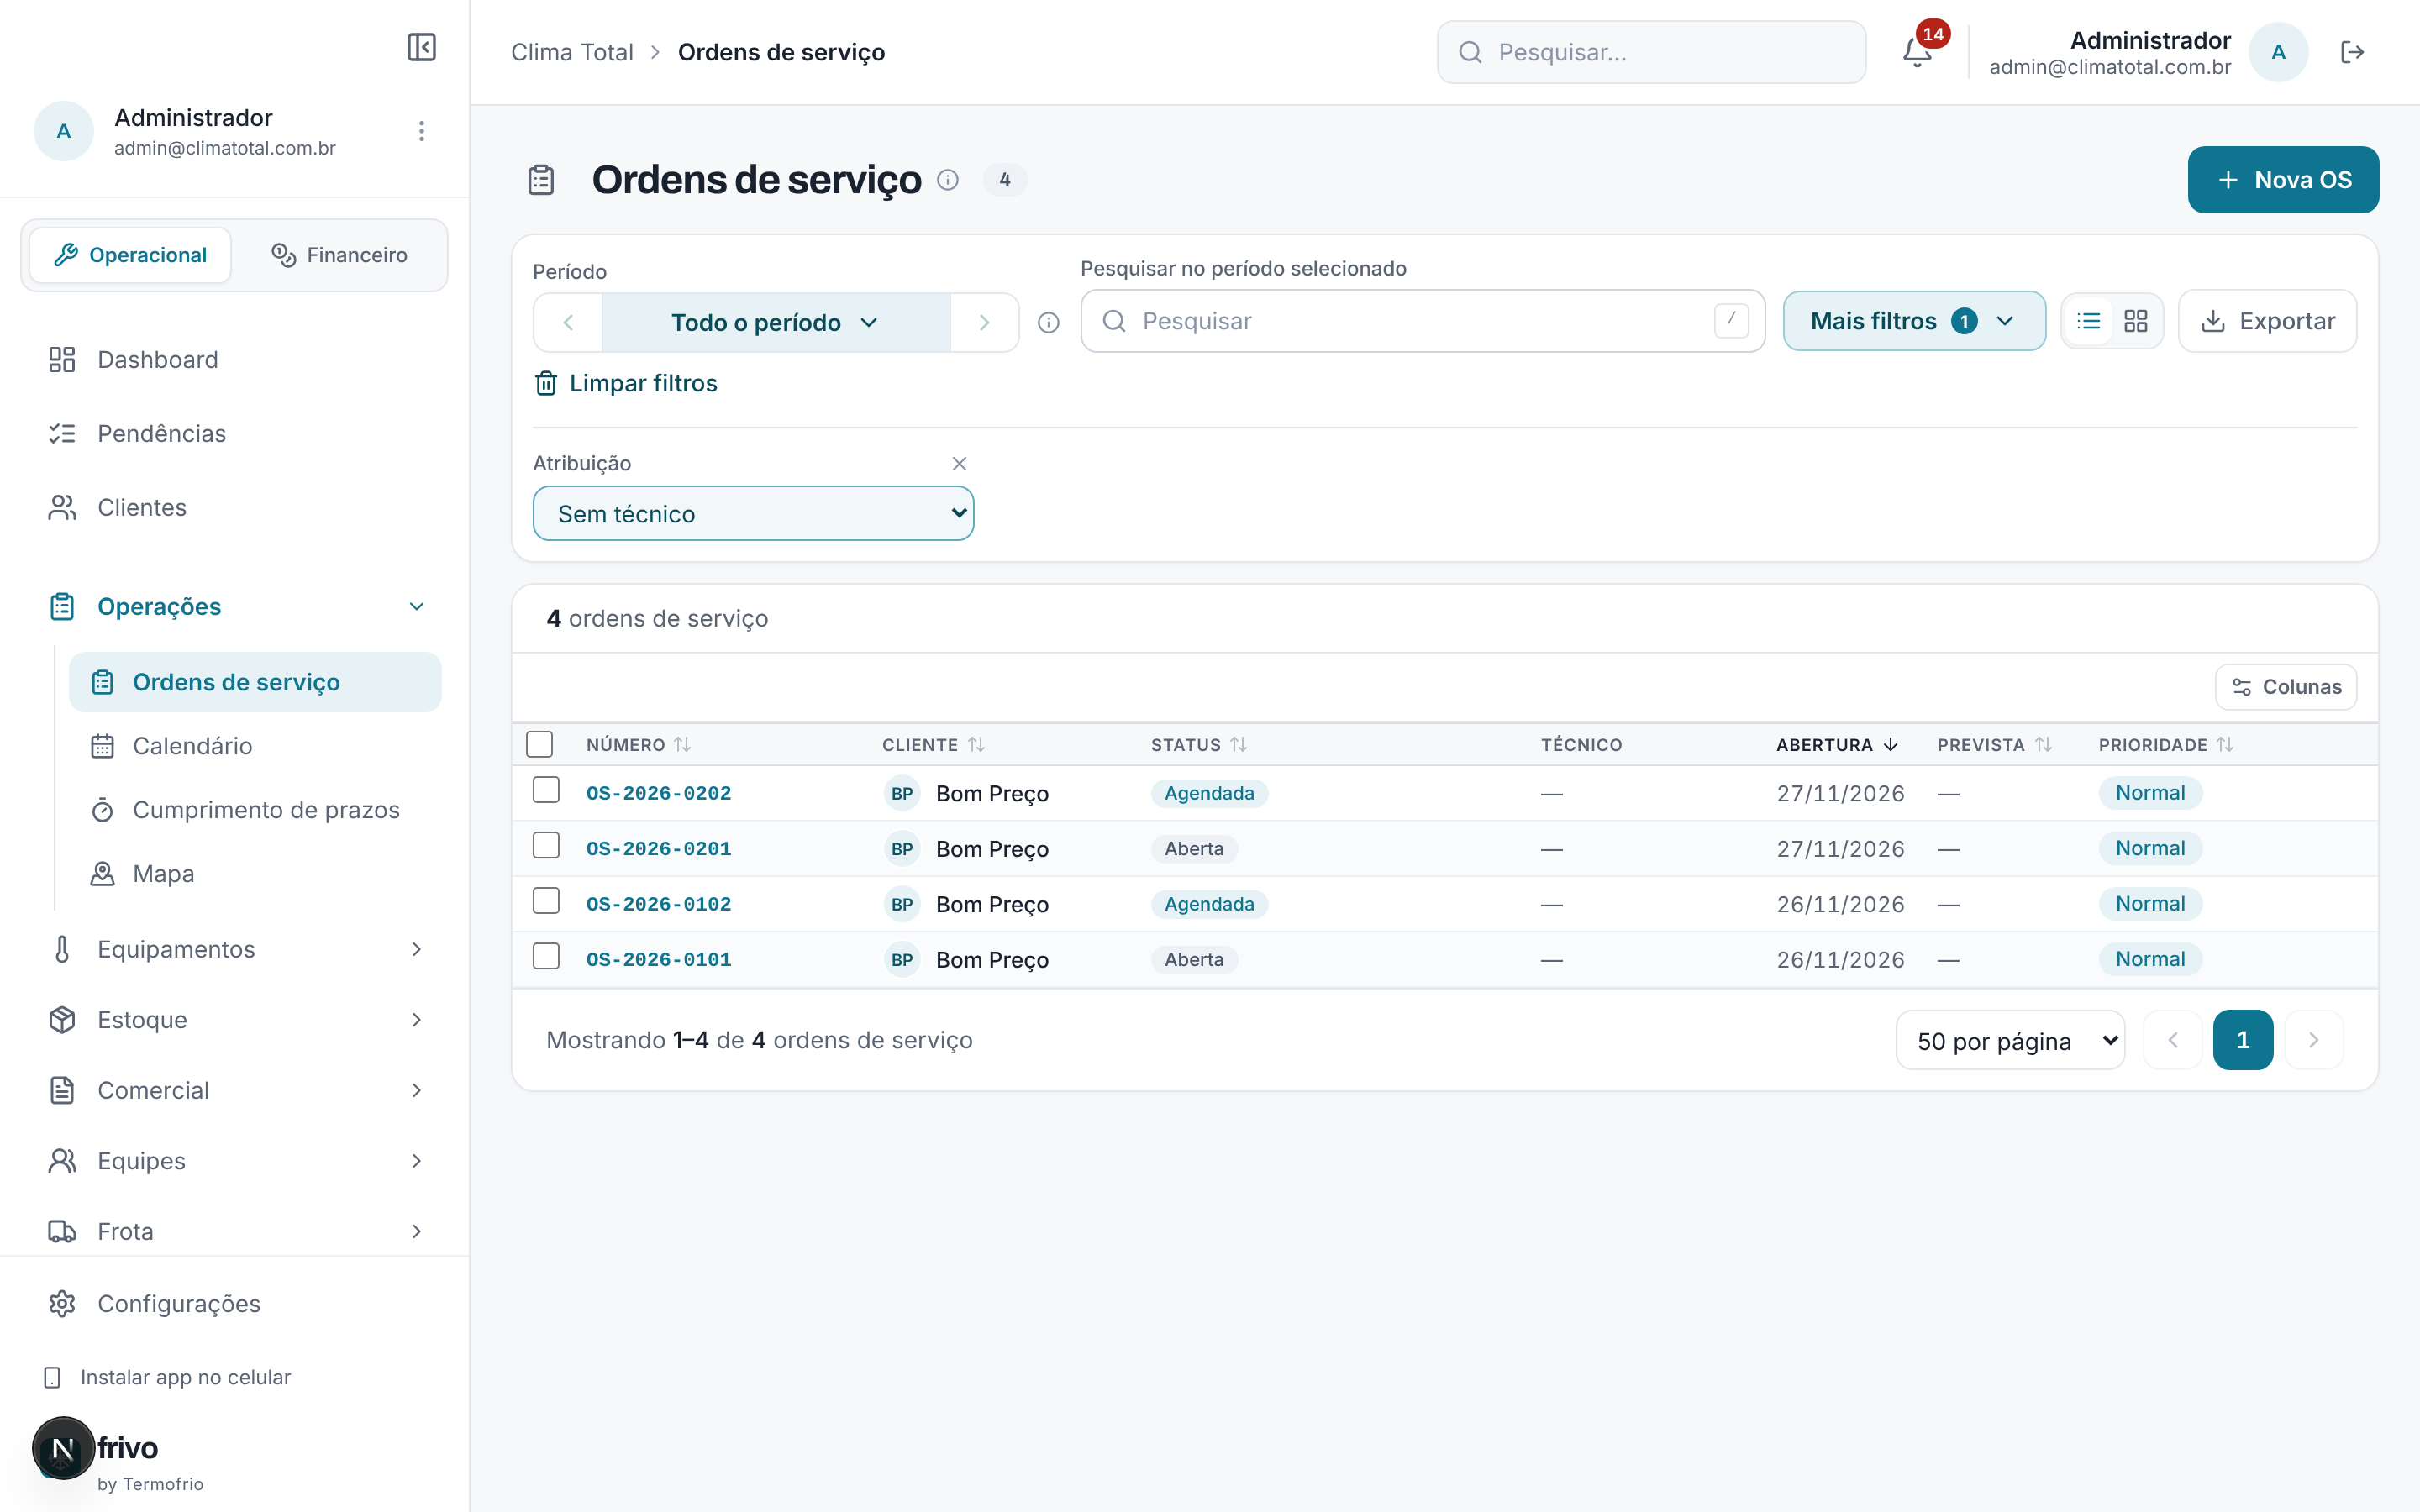 Administrador
admin@climatotal.com.br
A
Operacional
Financeiro
Dashboard
Pendências
Clientes
Operações
Ordens de serviço
Calendário
Cumprimento de prazos
Mapa
Equipamentos
Estoque
Comercial
Equipes
Frota
Configurações
Instalar app no celular
N
frivo
by Termofrio
Clima Total > Ordens de serviço
Pesquisar...
14
Administrador
admin@climatotal.com.br
A
Ordens de serviço 4
+ Nova OS
Período
Todo o período
Pesquisar no período selecionado
Pesquisar /
Mais filtros 1
Exportar
Limpar filtros
Atribuição
Sem técnico
4 ordens de serviço
Colunas
NÚMERO CLIENTE STATUS TÉCNICO ABERTURA PREVISTA PRIORIDADE
OS-2026-0202 BP Bom Preço Agendada — 27/11/2026 — Normal
OS-2026-0201 BP Bom Preço Aberta — 27/11/2026 — Normal
OS-2026-0102 BP Bom Preço Agendada — 26/11/2026 — Normal
OS-2026-0101 BP Bom Preço Aberta — 26/11/2026 — Normal
Mostrando 1–4 de 4 ordens de serviço
50 por página
1